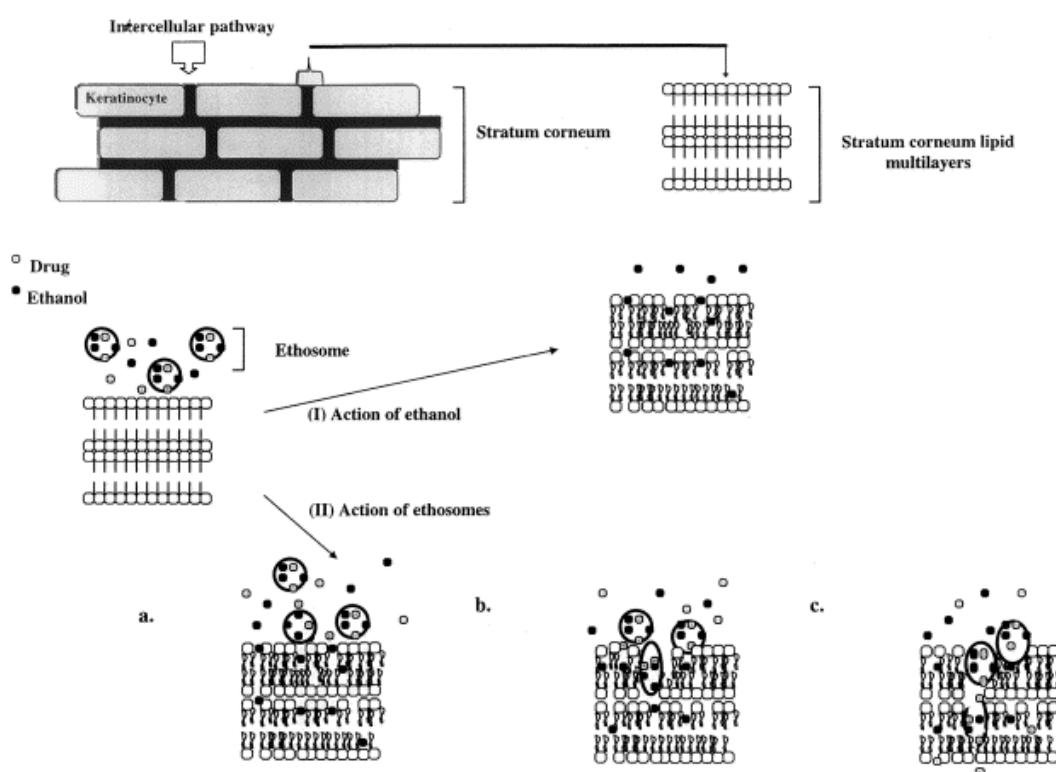 Intercellular pathway
Keratinocyte
Stratum corneum
Stratum corneum lipid
multilayers
Drug
Ethanol
Ethosome
(I) Action of ethanol
(II) Action of ethosomes
a.
b.
c.